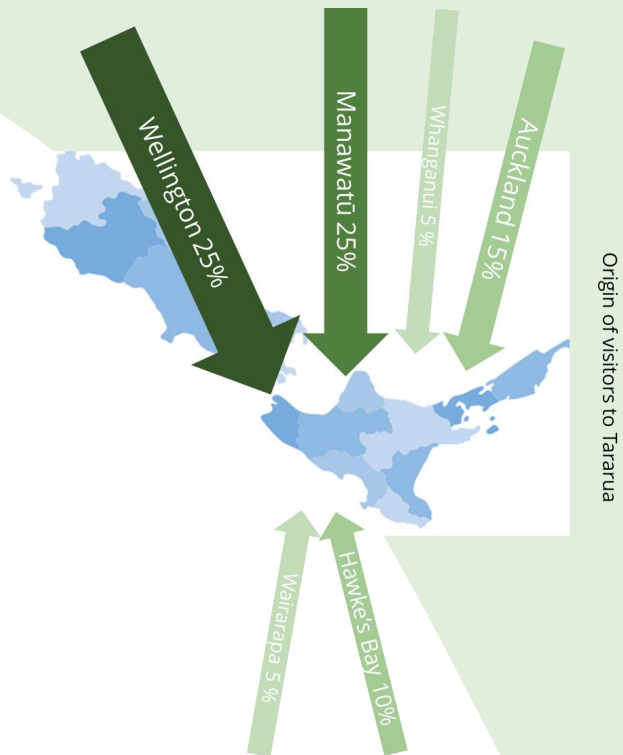 Origin of visitors to Tararua
Auckland 15%
Whanganui 5 %
Manawatū 25%
Wellington 25%
Hawke's Bay 10%
Wairarapa 5 %